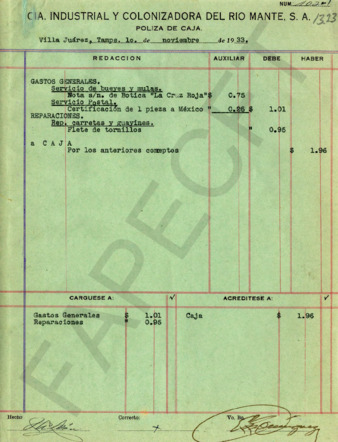 CIA. INDUSTRIAL Y COLONIZADORA DEL RIO MANTE, S. A.
1323
POLIZA DE CAJA.
NUM.
Villa Juárez, Tamps. 1o. de noviembre de 1933.
REDACCION AUXILIAR DEBE HABER
GASTOS GENERALES.
Servicio de bueyes y mulas.
Nota s/n. de Botica "La Cruz Roja" $ 0.75
Servicio Postal.
Certificación de 1 pieza a México " 0.26 $ 1.01
REPARACIONES.
Rep. carretas y guayines.
Flete de tornillos " 0.95
a CAJA
Por los anteriores conceptos $ 1.96
CARGUESE A: ACREDITESE A:
Gastos Generales $ 1.01 Caja $ 1.96
Reparaciones " 0.95
Hecho: Correcto: Vo. Bo.
FAPECFT